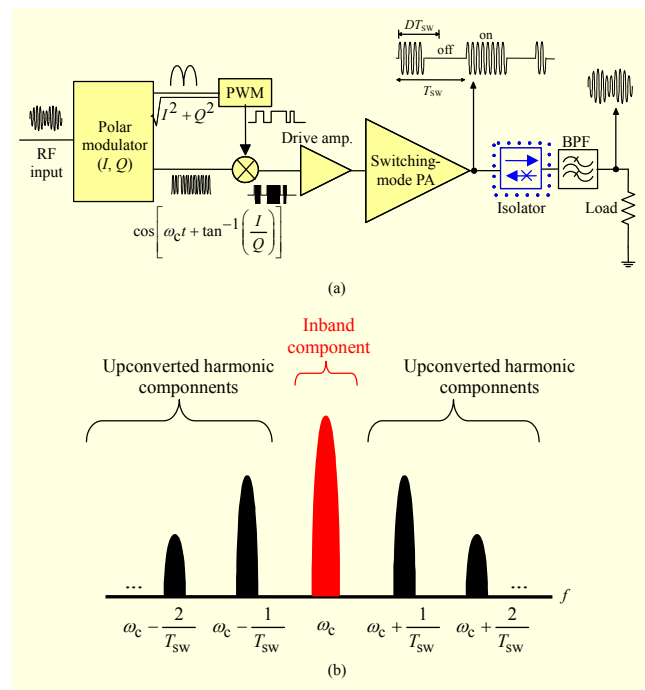 DT_SW
off
on
T_SW
PWM
√I² + Q²
Polar
modulator
(I, Q)
RF
input
Drive amp.
Switching-
mode PA
BPF
Isolator
Load
cos[ω_c t + tan⁻¹(I/Q)]
(a)
Inband
component
Upconverted harmonic
componnents
Upconverted harmonic
componnents
... ω_c − 2/T_SW ω_c − 1/T_SW ω_c ω_c + 1/T_SW ω_c + 2/T_SW ... f
(b)